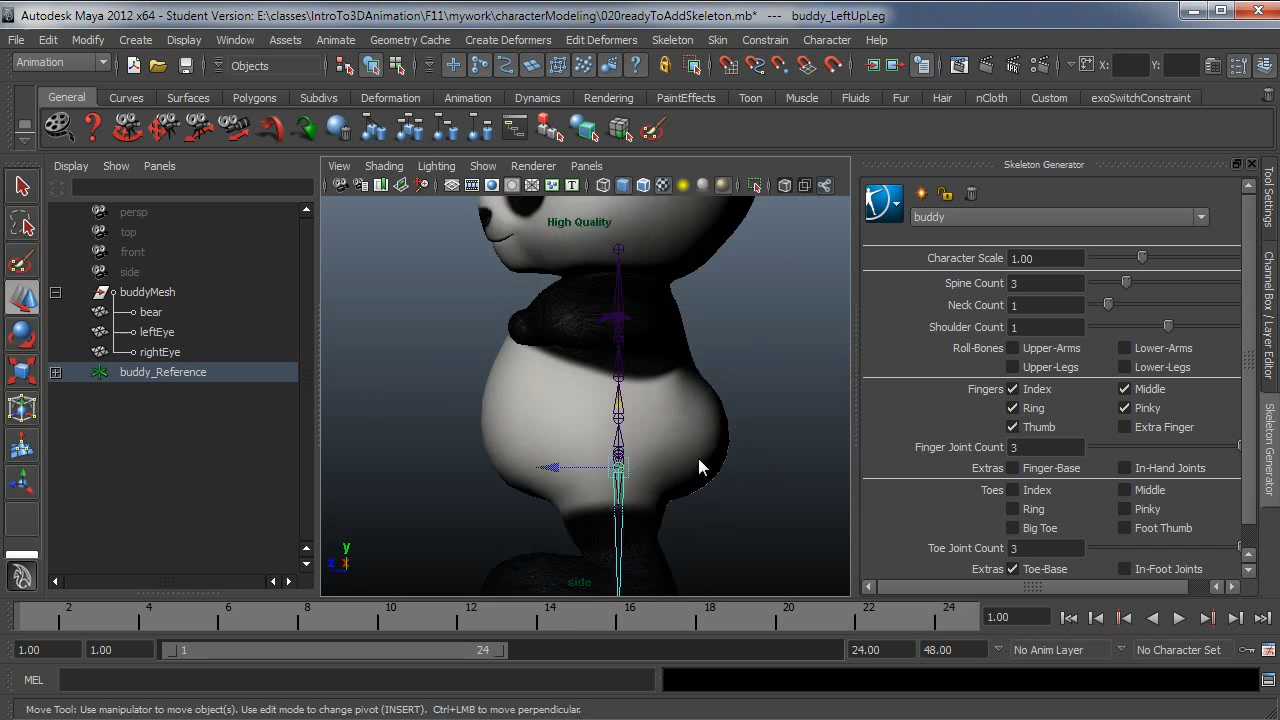 Autodesk Maya 2012 x64 - Student Version: E:\classes\IntroTo3DAnimation\F11\mywork\characterModeling\020readyToAddSkeleton.mb* --- buddy_LeftUpLeg
File Edit Modify Create Display Window Assets Animate Geometry Cache Create Deformers Edit Deformers Skeleton Skin Constrain Character Help
Animation Objects X: Y:
General Curves Surfaces Polygons Subdivs Deformation Animation Dynamics Rendering PaintEffects Toon Muscle Fluids Fur Hair nCloth Custom exoSwitchConstraint
Display Show Panels
persp
top
front
side
buddyMesh
bear
leftEye
rightEye
buddy_Reference
View Shading Lighting Show Renderer Panels
High Quality
y
z x
side
Skeleton Generator
buddy
Character Scale 1.00
Spine Count 3
Neck Count 1
Shoulder Count 1
Roll-Bones Upper-Arms Lower-Arms
Upper-Legs Lower-Legs
Fingers Index Middle
Ring Pinky
Thumb Extra Finger
Finger Joint Count 3
Extras Finger-Base In-Hand Joints
Toes Index Middle
Ring Pinky
Big Toe Foot Thumb
Toe Joint Count 3
Extras Toe-Base In-Foot Joints
Tool Settings
Channel Box / Layer Editor
Skeleton Generator
2 4 6 8 10 12 14 16 18 20 22 24 1.00
1.00 1.00 1 24 24.00 48.00 No Anim Layer No Character Set
MEL
Move Tool: Use manipulator to move object(s). Use edit mode to change pivot (INSERT). Ctrl+LMB to move perpendicular.